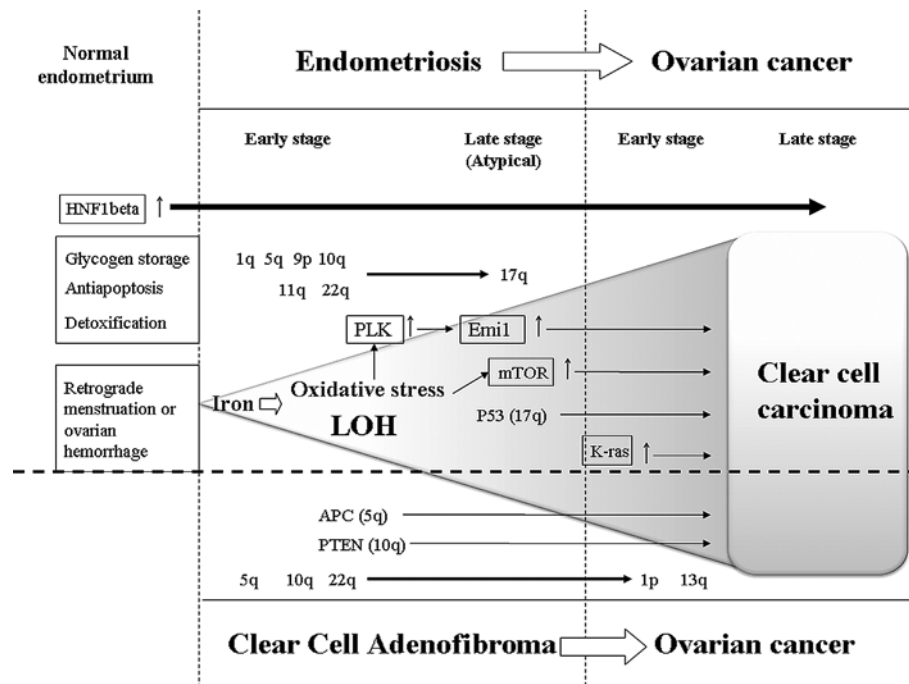 Normal
endometrium
Endometriosis
Ovarian cancer
Early stage
Late stage
(Atypical)
Early stage
Late stage
HNF1beta ↑
Glycogen storage
Antiapoptosis
Detoxification
1q 5q 9p 10q
11q 22q
17q
PLK ↑
Emi1 ↑
Retrograde
menstruation or
ovarian
hemorrhage
Iron
Oxidative stress
LOH
mTOR ↑
P53 (17q)
K-ras ↑
Clear cell
carcinoma
APC (5q)
PTEN (10q)
5q 10q 22q
1p 13q
Clear Cell Adenofibroma
Ovarian cancer